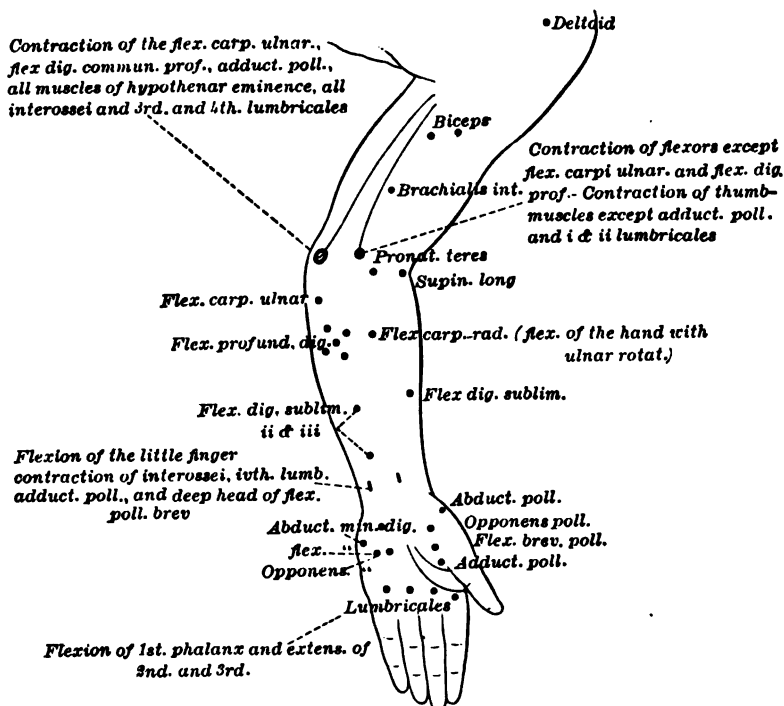 Deltoid
Contraction of the flex. carp. ulnar.,
flex dig. commun. prof., adduct. poll.,
all muscles of hypothenar eminence, all
interossei and 3rd. and 4th. lumbricales
Biceps
Contraction of flexors except
flex. carpi ulnar. and flex. dig.
prof.- Contraction of thumb-
muscles except adduct. poll.
and i & ii lumbricales
Brachialis int.
Pronat. teres
Supin. long
Flex. carp. ulnar
Flex. profund. dig.
Flex carp. rad. (flex. of the hand with
ulnar rotat.)
Flex dig. sublim.
Flex. dig. sublim.
ii & iii
Flexion of the little finger
contraction of interossei, ivth. lumb.
adduct. poll., and deep head of flex.
poll. brev
Abduct. poll.
Opponens poll.
Flex. brev. poll.
Adduct. poll.
Abduct. min. dig.
flex. "
Opponens. "
Lumbricales
Flexion of 1st. phalanx and extens. of
2nd. and 3rd.